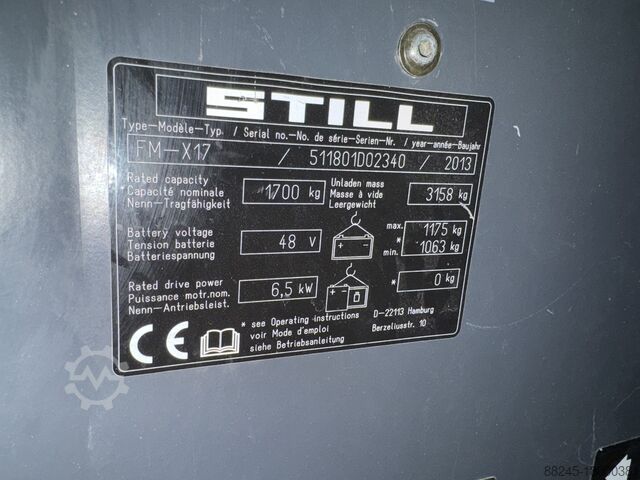 STILL
Type-Modèle-Typ / Serial no.-No. de série-Serien-Nr. / year-année-Baujahr
FM-X17 / 511801D02340 / 2013
Rated capacity
Capacité nominale
Nenn-Tragfähigkeit
1700 kg
Unladen mass
Masse à vide
Leergewicht
3158 kg
Battery voltage
Tension batterie
Batteriespannung
48 V
max. 1175 kg
*
min. 1063 kg
Rated drive power
Puissance motr.nom.
Nenn-Antriebsleist.
6,5 kW
* 0 kg
CE
* see Operating instructions
voir Mode d'emploi
siehe Betriebsanleitung
D-22113 Hamburg
Berzeliusstr. 10